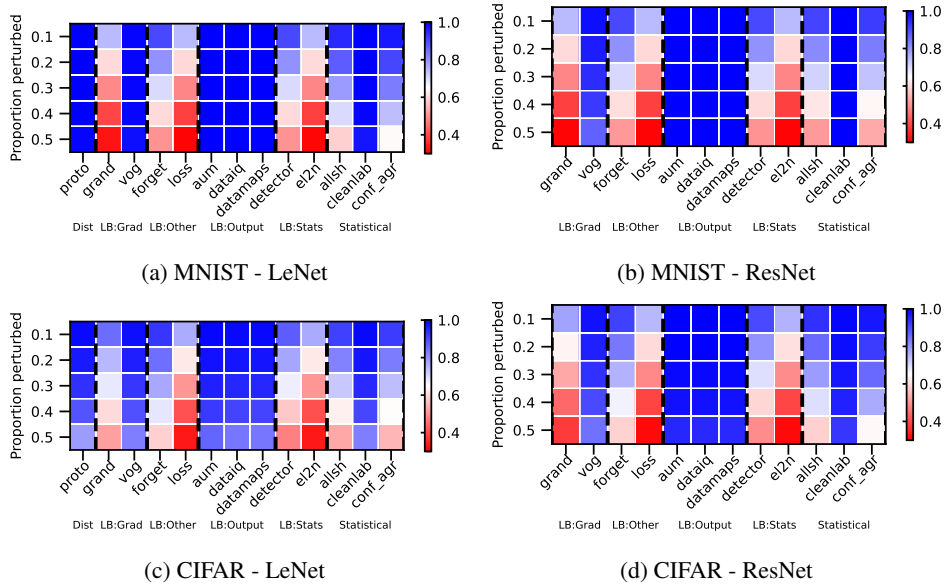 Proportion perturbed
0.1
0.2
0.3
0.4
0.5
proto grand vog forget loss aum dataiq datamaps detector el2n allsh cleanlab conf_agr
Dist LB:Grad LB:Other LB:Output LB:Stats Statistical
1.0
0.8
0.6
0.4
(a) MNIST - LeNet
Proportion perturbed
0.1
0.2
0.3
0.4
0.5
grand vog forget loss aum dataiq datamaps detector el2n allsh cleanlab conf_agr
LB:Grad LB:Other LB:Output LB:Stats Statistical
1.0
0.8
0.6
0.4
(b) MNIST - ResNet
Proportion perturbed
0.1
0.2
0.3
0.4
0.5
proto grand vog forget loss aum dataiq datamaps detector el2n allsh cleanlab conf_agr
Dist LB:Grad LB:Other LB:Output LB:Stats Statistical
1.0
0.8
0.6
0.4
(c) CIFAR - LeNet
Proportion perturbed
0.1
0.2
0.3
0.4
0.5
grand vog forget loss aum dataiq datamaps detector el2n allsh cleanlab conf_agr
LB:Grad LB:Other LB:Output LB:Stats Statistical
1.0
0.8
0.6
0.4
(d) CIFAR - ResNet